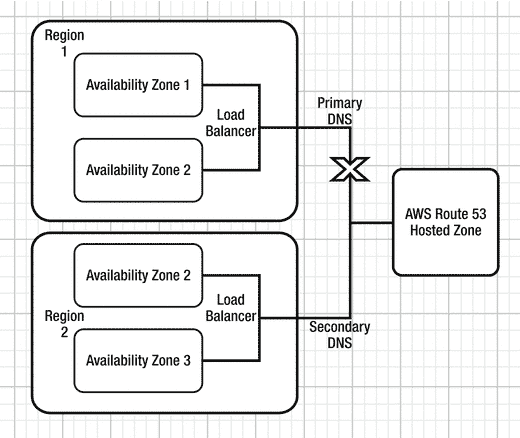 Region
1
Availability Zone 1
Load
Balancer
Availability Zone 2
Primary
DNS
AWS Route 53
Hosted Zone
Availability Zone 2
Region
2
Load
Balancer
Availability Zone 3
Secondary
DNS